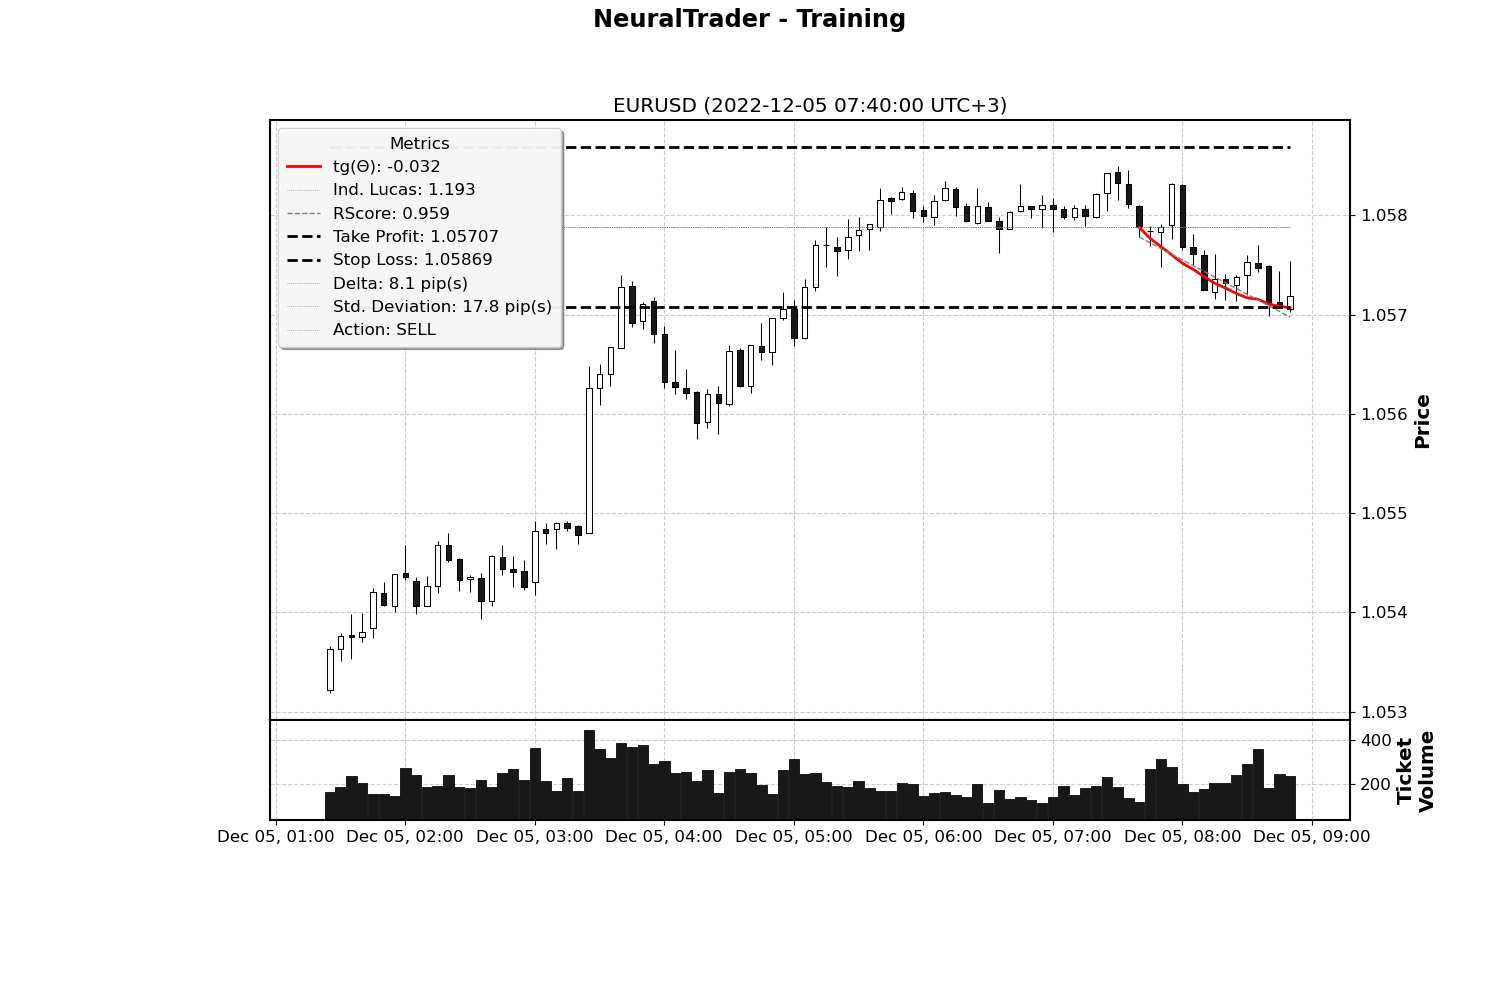 NeuralTrader - Training
EURUSD (2022-12-05 07:40:00 UTC+3)
Metrics
tg(Θ): -0.032
Ind. Lucas: 1.193
RScore: 0.959
Take Profit: 1.05707
Stop Loss: 1.05869
Delta: 8.1 pip(s)
Std. Deviation: 17.8 pip(s)
Action: SELL
1.058
1.057
1.056
1.055
1.054
1.053
Price
400
200
Ticket
Volume
Dec 05, 01:00
Dec 05, 02:00
Dec 05, 03:00
Dec 05, 04:00
Dec 05, 05:00
Dec 05, 06:00
Dec 05, 07:00
Dec 05, 08:00
Dec 05, 09:00